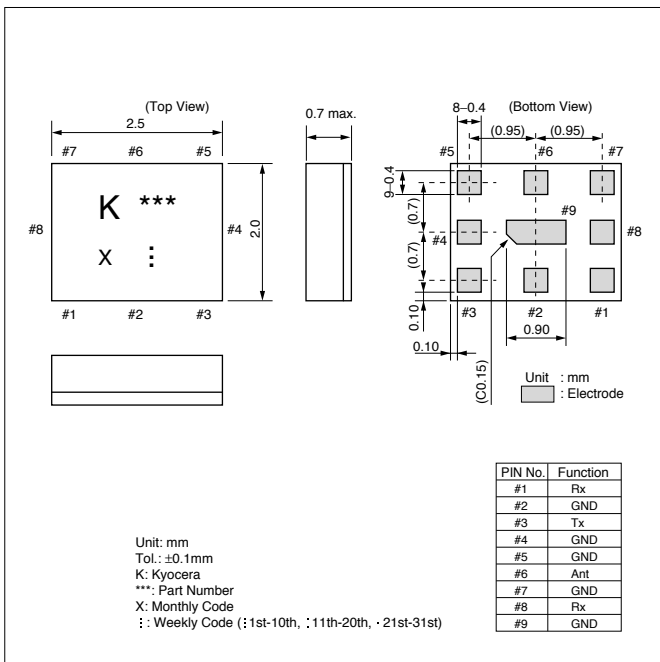 (Top View)
2.5
#7 #6 #5
K ***
X ⋮
#8
#4
2.0
#1 #2 #3
0.7 max.
8–0.4 (Bottom View)
(0.95) (0.95)
#5 #6 #7
9–0.4
(0.7)
#9
#4
#8
(0.7)
0.10
#3 #2 #1
0.10
0.90
(C0.15)
Unit : mm
: Electrode
PIN No. Function
#1 Rx
#2 GND
#3 Tx
#4 GND
#5 GND
#6 Ant
#7 GND
#8 Rx
#9 GND
Unit: mm
Tol.: ±0.1mm
K: Kyocera
***: Part Number
X: Monthly Code
⋮: Weekly Code (⋮1st-10th, :11th-20th, ·21st-31st)